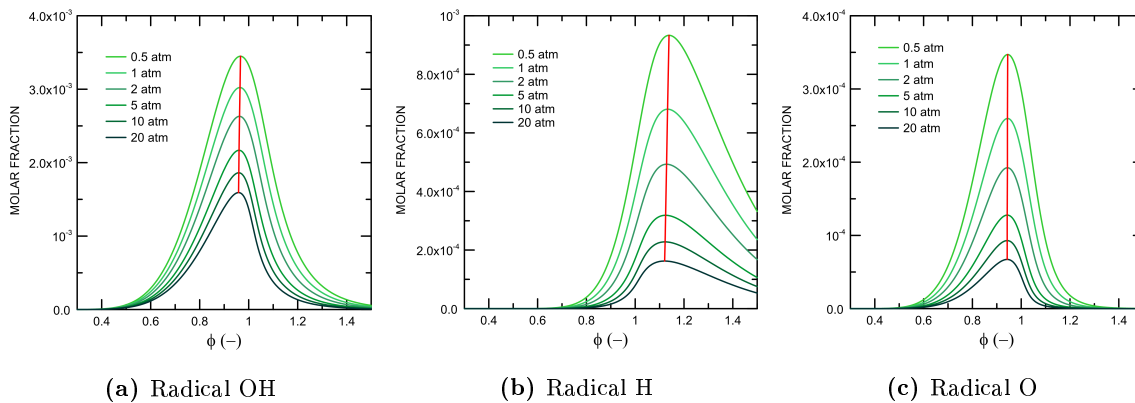 4.0x10⁻³
3.0x10⁻³
2.0x10⁻³
10⁻³
0.0
MOLAR FRACTION
0.5 atm
1 atm
2 atm
5 atm
10 atm
20 atm
0.4 0.6 0.8 1 1.2 1.4
ϕ (−)
(a) Radical OH
10⁻³
8.0x10⁻⁴
6.0x10⁻⁴
4.0x10⁻⁴
2.0x10⁻⁴
0.0
MOLAR FRACTION
0.5 atm
1 atm
2 atm
5 atm
10 atm
20 atm
0.4 0.6 0.8 1 1.2 1.4
ϕ (−)
(b) Radical H
4.0x10⁻⁴
3.0x10⁻⁴
2.0x10⁻⁴
10⁻⁴
0.0
MOLAR FRACTION
0.5 atm
1 atm
2 atm
5 atm
10 atm
20 atm
0.4 0.6 0.8 1 1.2 1.4
ϕ (−)
(c) Radical O